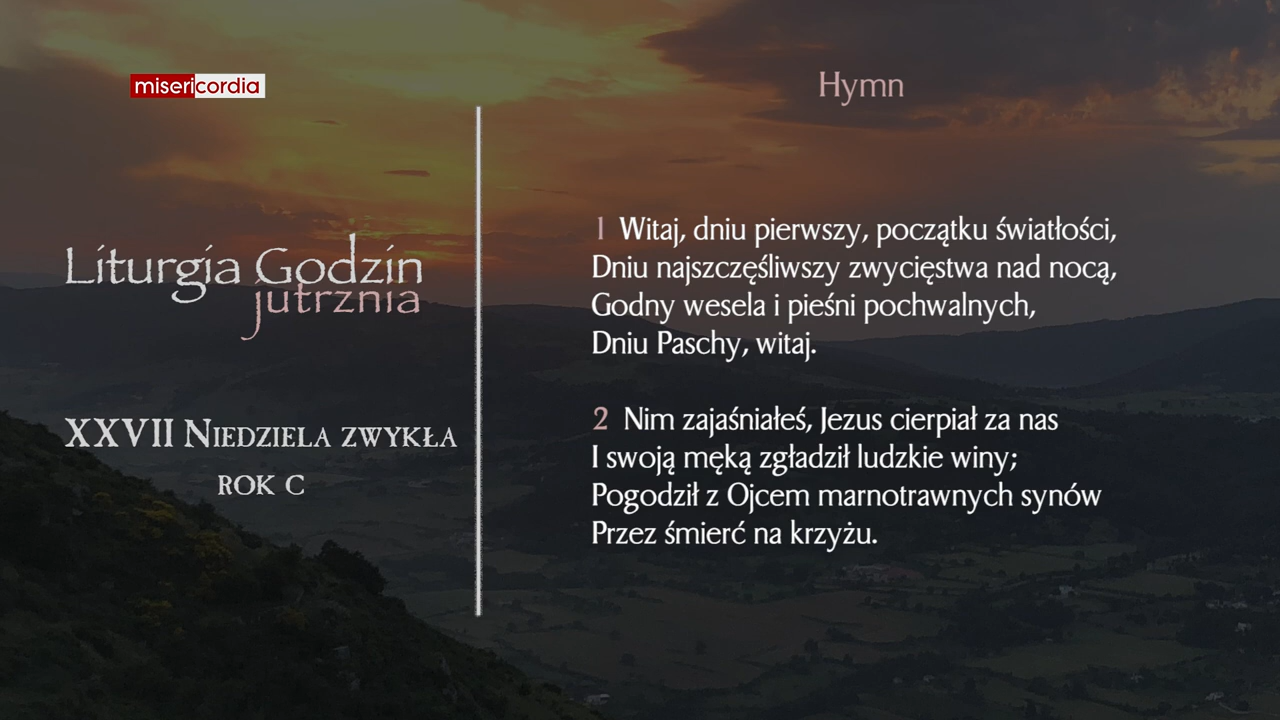 misericordia
Liturgia Godzin
jutrznia
XXVII Niedziela zwykła
rok C
Hymn
1 Witaj, dniu pierwszy, początku światłości,
Dniu najszczęśliwszy zwycięstwa nad nocą,
Godny wesela i pieśni pochwalnych,
Dniu Paschy, witaj.
2 Nim zajaśniałeś, Jezus cierpiał za nas
I swoją męką zgładził ludzkie winy;
Pogodził z Ojcem marnotrawnych synów
Przez śmierć na krzyżu.